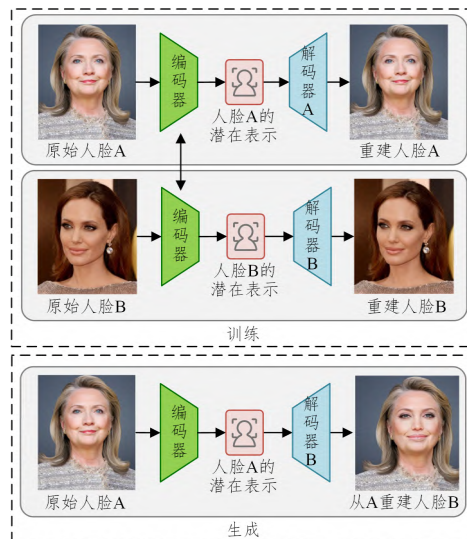 编码器
解码器A
人脸A的
潜在表示
原始人脸A
重建人脸A
编码器
解码器B
人脸B的
潜在表示
原始人脸B
重建人脸B
训练
编码器
解码器B
人脸A的
潜在表示
原始人脸A
从A重建人脸B
生成